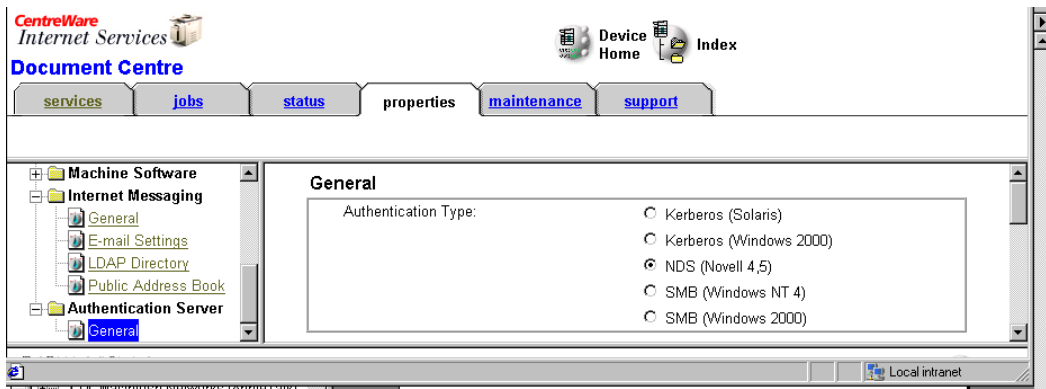 CentreWare
Internet Services
Device Home
Index
Document Centre
services jobs status properties maintenance support
Machine Software
Internet Messaging
General
E-mail Settings
LDAP Directory
Public Address Book
Authentication Server
General
General
Authentication Type:
Kerberos (Solaris)
Kerberos (Windows 2000)
NDS (Novell 4,5)
SMB (Windows NT 4)
SMB (Windows 2000)
Local intranet